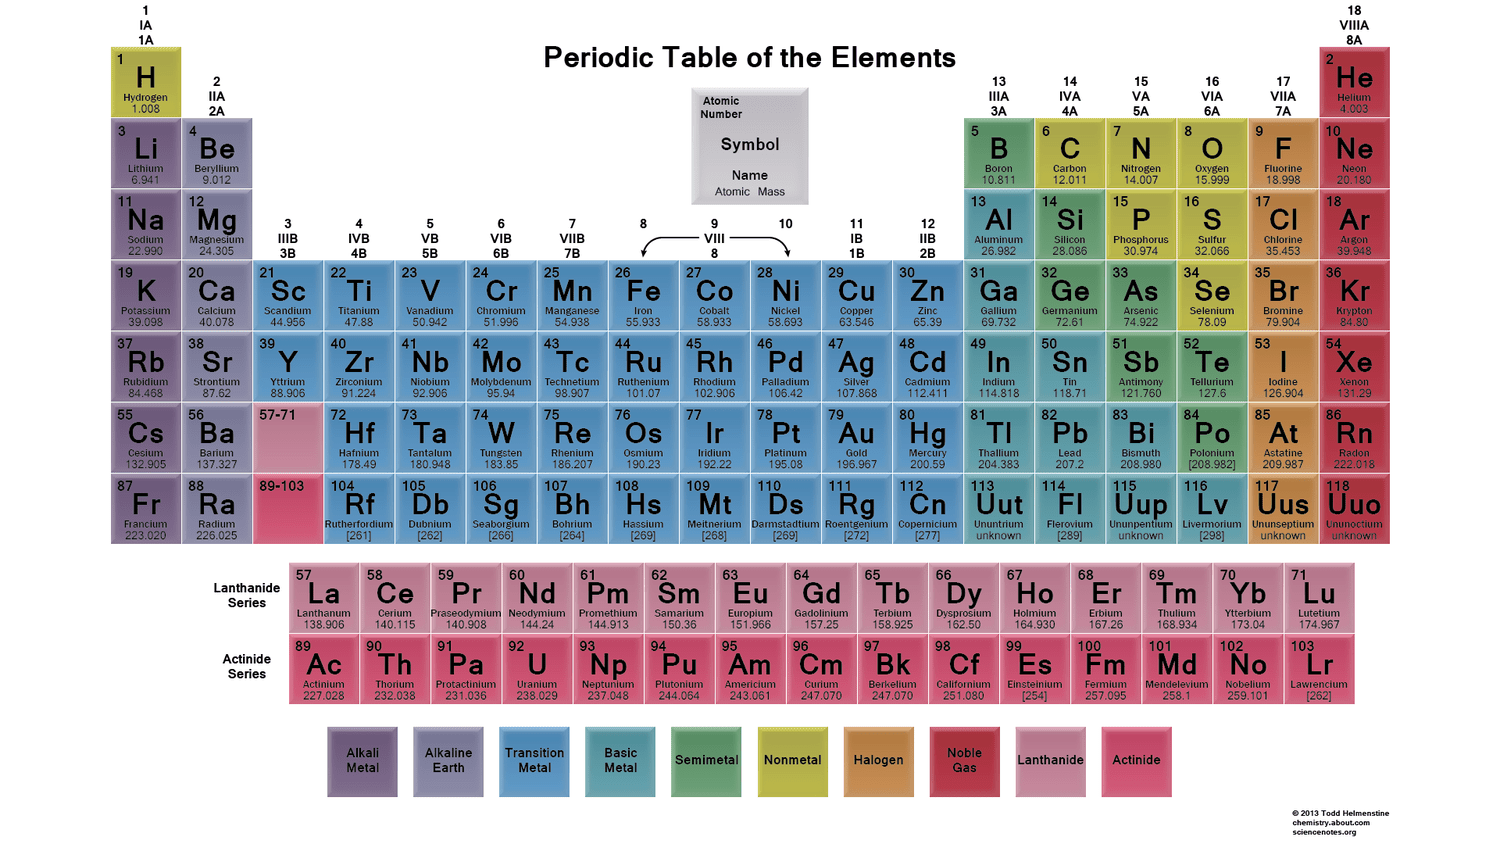 1 18
IA VIIIA
1A 8A
Periodic Table of the Elements
1 2
H He
Hydrogen Helium
1.008 4.003
2 13 14 15 16 17
IIA IIIA IVA VA VIA VIIA
2A 3A 4A 5A 6A 7A
Atomic
Number
Symbol
Name
Atomic Mass
3 4 5 6 7 8 9 10
Li Be B C N O F Ne
Lithium Beryllium Boron Carbon Nitrogen Oxygen Fluorine Neon
6.941 9.012 10.811 12.011 14.007 15.999 18.998 20.180
11 12 13 14 15 16 17 18
Na Mg Al Si P S Cl Ar
Sodium Magnesium Aluminum Silicon Phosphorus Sulfur Chlorine Argon
22.990 24.305 26.982 28.086 30.974 32.066 35.453 39.948
3 4 5 6 7 8 9 10 11 12
IIIB IVB VB VIB VIIB VIII IB IIB
3B 4B 5B 6B 7B 8 1B 2B
19 20 21 22 23 24 25 26 27 28 29 30 31 32 33 34 35 36
K Ca Sc Ti V Cr Mn Fe Co Ni Cu Zn Ga Ge As Se Br Kr
Potassium Calcium Scandium Titanium Vanadium Chromium Manganese Iron Cobalt Nickel Copper Zinc Gallium Germanium Arsenic Selenium Bromine Krypton
39.098 40.078 44.956 47.88 50.942 51.996 54.938 55.933 58.933 58.693 63.546 65.39 69.732 72.61 74.922 78.09 79.904 84.80
37 38 39 40 41 42 43 44 45 46 47 48 49 50 51 52 53 54
Rb Sr Y Zr Nb Mo Tc Ru Rh Pd Ag Cd In Sn Sb Te I Xe
Rubidium Strontium Yttrium Zirconium Niobium Molybdenum Technetium Ruthenium Rhodium Palladium Silver Cadmium Indium Tin Antimony Tellurium Iodine Xenon
84.468 87.62 88.906 91.224 92.906 95.94 98.907 101.07 102.906 106.42 107.868 112.411 114.818 118.71 121.760 127.6 126.904 131.29
55 56 57-71 72 73 74 75 76 77 78 79 80 81 82 83 84 85 86
Cs Ba Hf Ta W Re Os Ir Pt Au Hg Tl Pb Bi Po At Rn
Cesium Barium Hafnium Tantalum Tungsten Rhenium Osmium Iridium Platinum Gold Mercury Thallium Lead Bismuth Polonium Astatine Radon
132.905 137.327 178.49 180.948 183.85 186.207 190.23 192.22 195.08 196.967 200.59 204.383 207.2 208.980 [208.982] 209.987 222.018
87 88 89-103 104 105 106 107 108 109 110 111 112 113 114 115 116 117 118
Fr Ra Rf Db Sg Bh Hs Mt Ds Rg Cn Uut Fl Uup Lv Uus Uuo
Francium Radium Rutherfordium Dubnium Seaborgium Bohrium Hassium Meitnerium Darmstadtium Roentgenium Copernicium Ununtrium Flerovium Ununpentium Livermorium Ununseptium Ununoctium
223.020 226.025 [261] [262] [266] [264] [269] [268] [269] [272] [277] unknown [289] unknown [298] unknown unknown
Lanthanide
Series
57 58 59 60 61 62 63 64 65 66 67 68 69 70 71
La Ce Pr Nd Pm Sm Eu Gd Tb Dy Ho Er Tm Yb Lu
Lanthanum Cerium Praseodymium Neodymium Promethium Samarium Europium Gadolinium Terbium Dysprosium Holmium Erbium Thulium Ytterbium Lutetium
138.906 140.115 140.908 144.24 144.913 150.36 151.966 157.25 158.925 162.50 164.930 167.26 168.934 173.04 174.967
Actinide
Series
89 90 91 92 93 94 95 96 97 98 99 100 101 102 103
Ac Th Pa U Np Pu Am Cm Bk Cf Es Fm Md No Lr
Actinium Thorium Protactinium Uranium Neptunium Plutonium Americium Curium Berkelium Californium Einsteinium Fermium Mendelevium Nobelium Lawrencium
227.028 232.038 231.036 238.029 237.048 244.064 243.061 247.070 247.070 251.080 [254] 257.095 258.1 259.101 [262]
Alkali Alkaline Transition Basic Semimetal Nonmetal Halogen Noble Lanthanide Actinide
Metal Earth Metal Metal Gas
© 2013 Todd Helmenstine
chemistry.about.com
sciencenotes.org